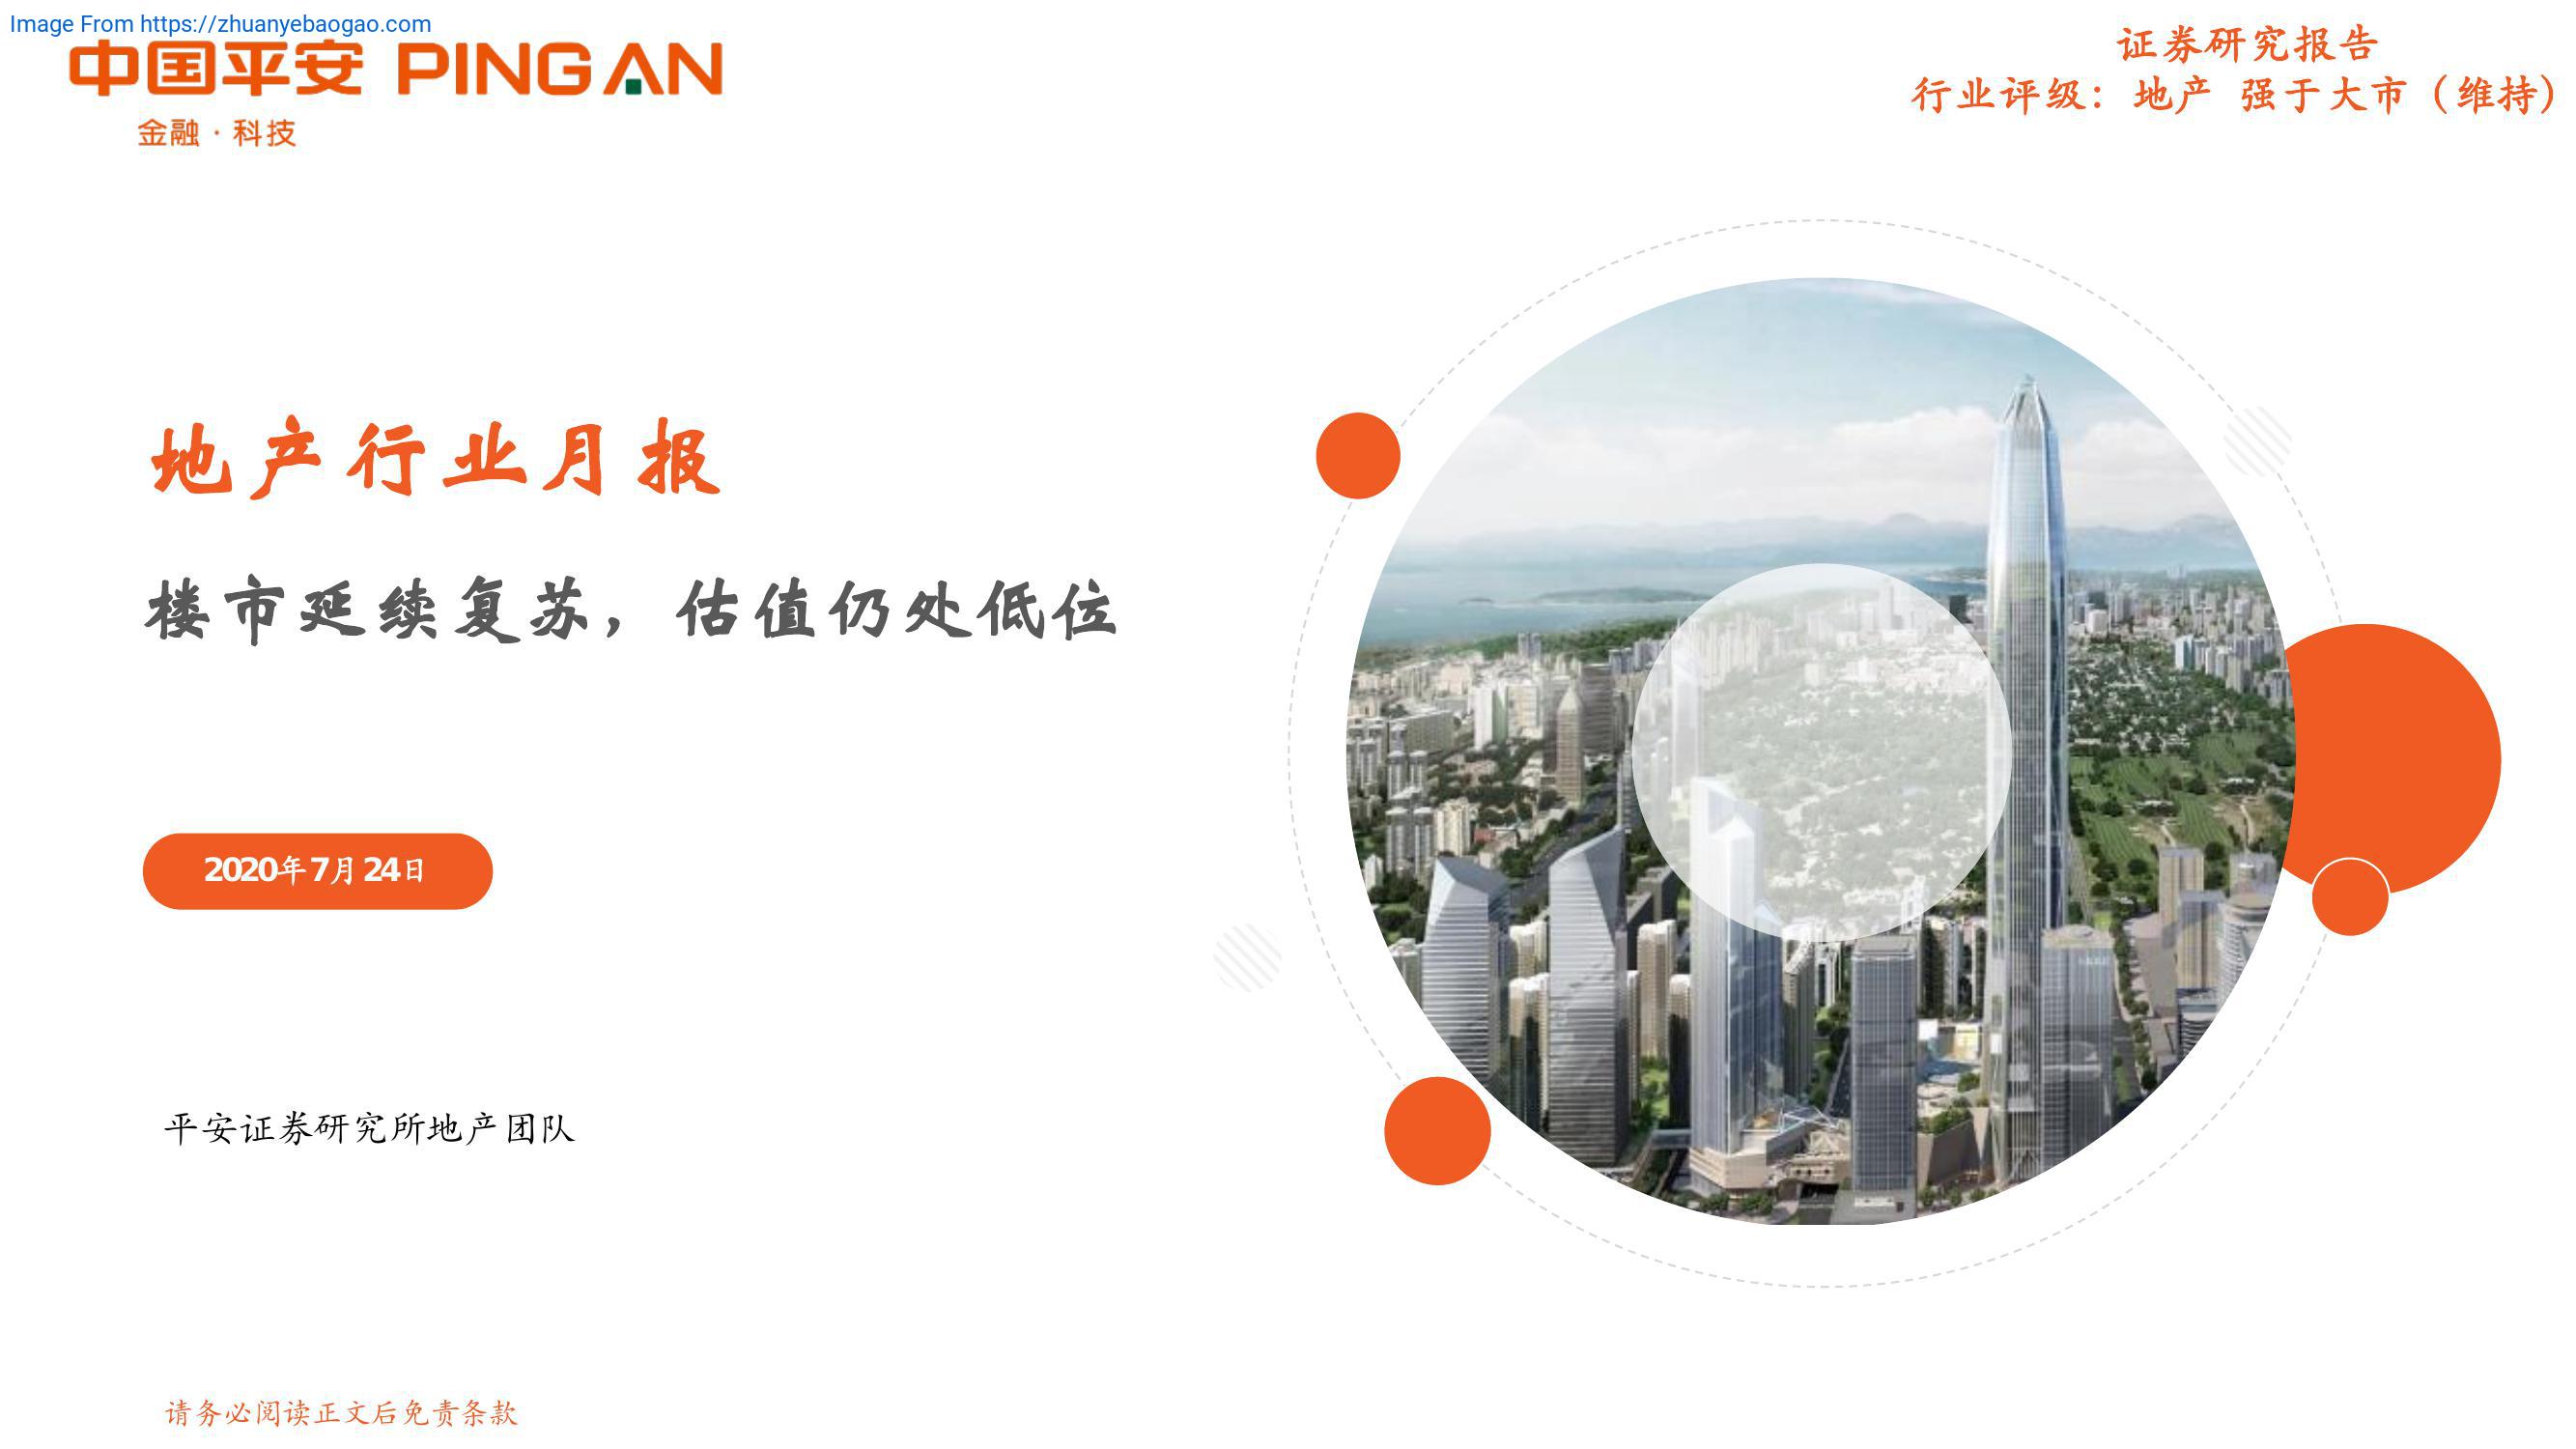 Image From https://zhuanyebaogao.com
中国平安 PINGAN
金融·科技
证券研究报告
行业评级：地产 强于大市（维持）
地产行业月报
楼市延续复苏，估值仍处低位
2020年7月24日
平安证券研究所地产团队
请务必阅读正文后免责条款